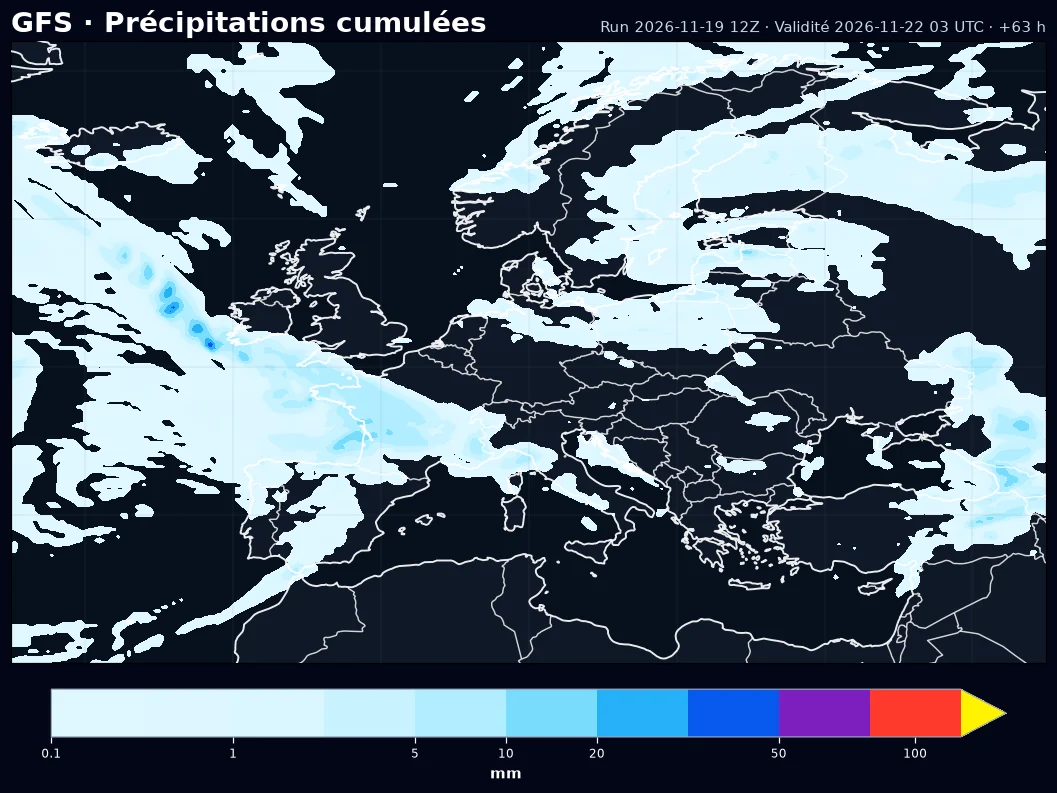 GFS · Précipitations cumulées
Run 2026-11-19 12Z · Validité 2026-11-22 03 UTC · +63 h
0.1 1 5 10 20 50 100
mm